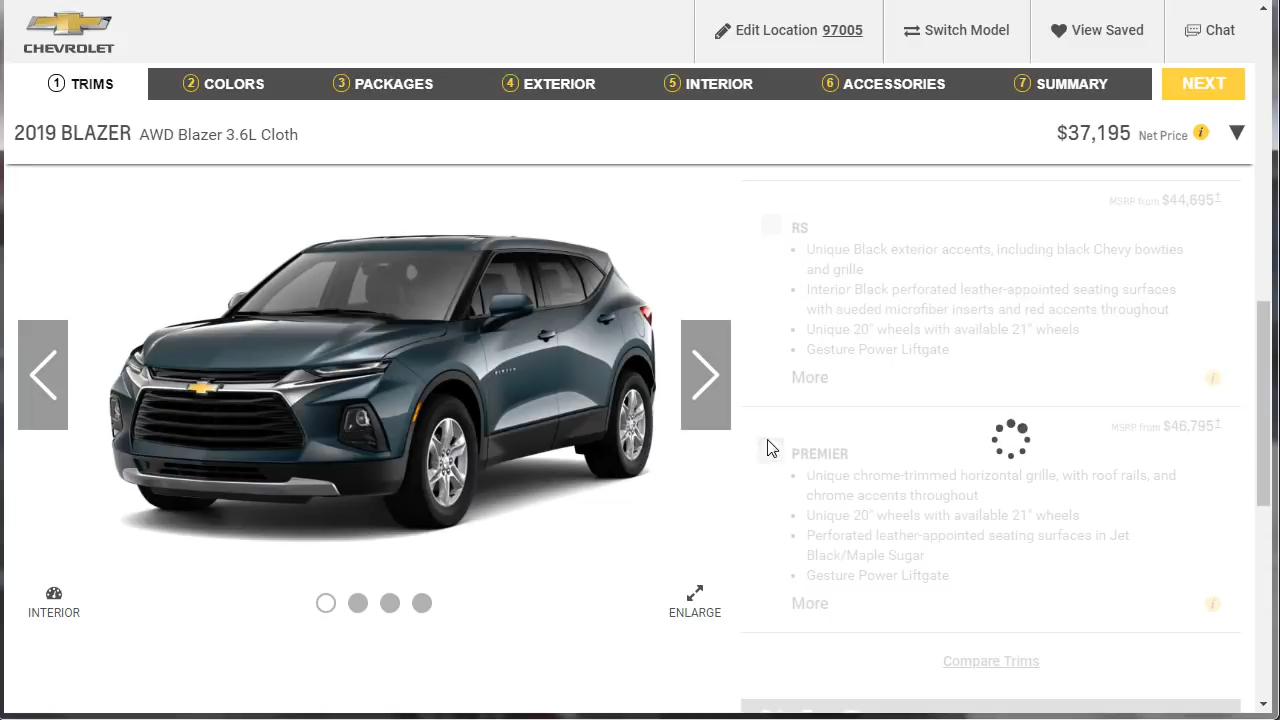 CHEVROLET
Edit Location 97005
Switch Model
View Saved
Chat
1 TRIMS
2 COLORS
3 PACKAGES
4 EXTERIOR
5 INTERIOR
6 ACCESSORIES
7 SUMMARY
NEXT
2019 BLAZER AWD Blazer 3.6L Cloth
$37,195 Net Price i
MSRP from $44,695‡
RS
• Unique Black exterior accents, including black Chevy bowties
and grille
• Interior Black perforated leather-appointed seating surfaces
with sueded microfiber inserts and red accents throughout
• Unique 20" wheels with available 21" wheels
• Gesture Power Liftgate
More
i
MSRP from $46,795‡
PREMIER
• Unique chrome-trimmed horizontal grille, with roof rails, and
chrome accents throughout
• Unique 20" wheels with available 21" wheels
• Perforated leather-appointed seating surfaces in Jet
Black/Maple Sugar
• Gesture Power Liftgate
More
i
INTERIOR
ENLARGE
Compare Trims